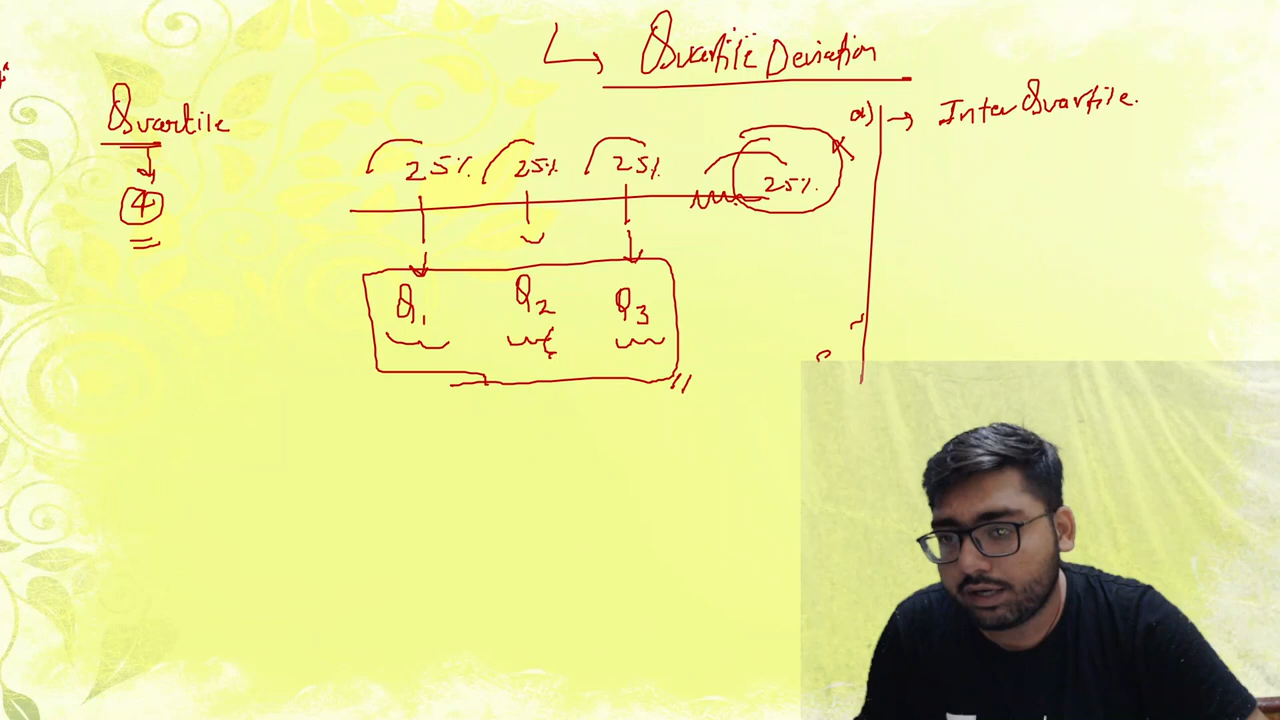 Quartile Deviation
Quartile
4
25% 25% 25% 25%
Q1 Q2 Q3
a) → Inter Quartile.